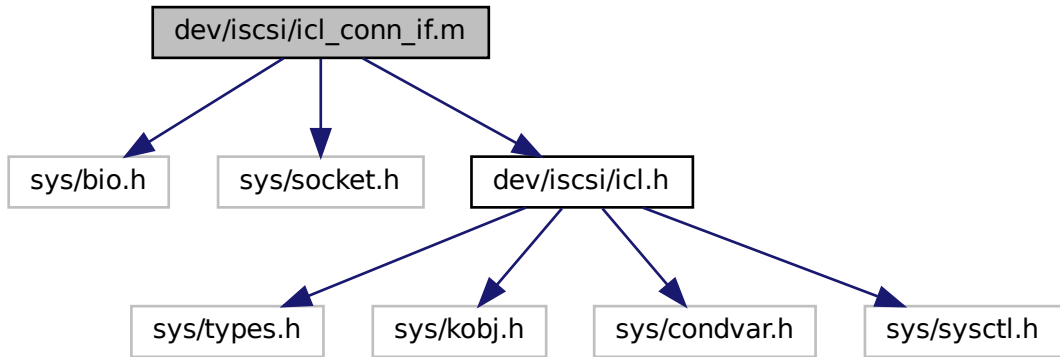 dev/iscsi/icl_conn_if.m
sys/bio.h
sys/socket.h
dev/iscsi/icl.h
sys/types.h
sys/kobj.h
sys/condvar.h
sys/sysctl.h